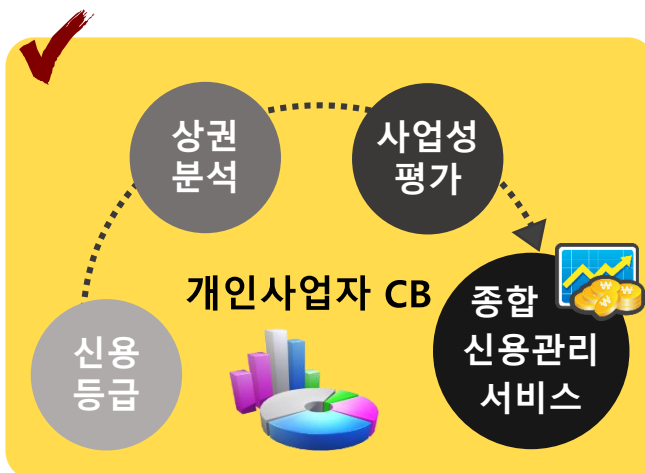 상권
분석
사업성
평가
개인사업자 CB
종합
신용관리
서비스
신용
등급